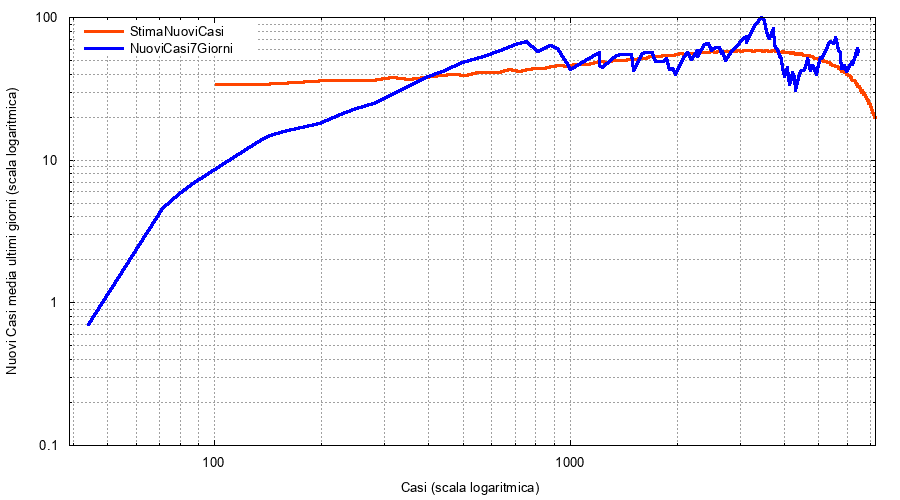 100
StimaNuoviCasi
NuoviCasi7Giorni
10
1
0.1
Nuovi Casi media ultimi giorni (scala logaritmica)
100
1000
Casi (scala logaritmica)